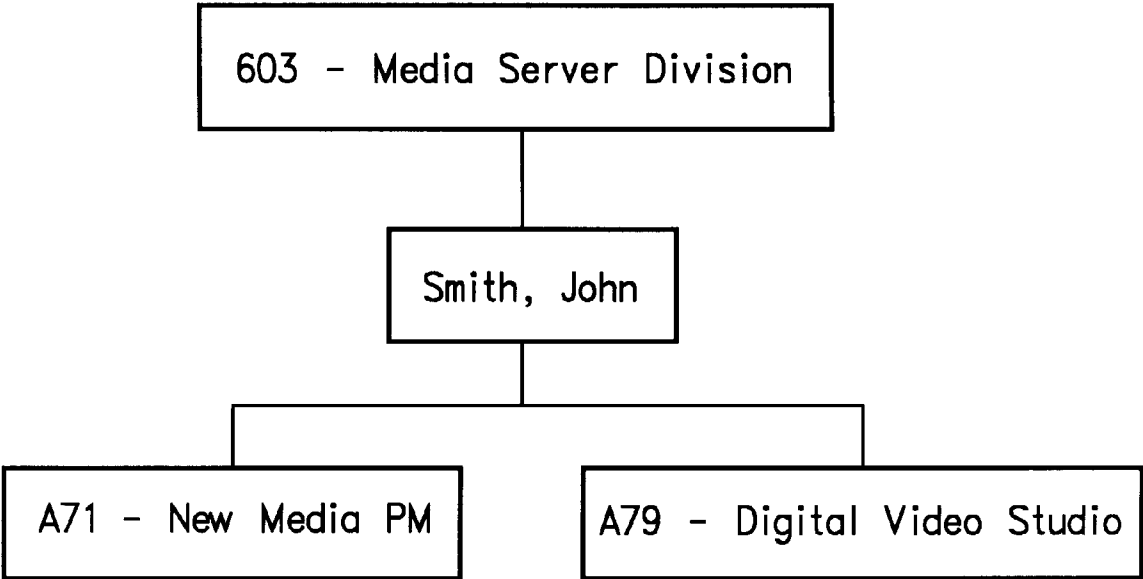 603 - Media Server Division
Smith, John
A71 - New Media PM
A79 - Digital Video Studio